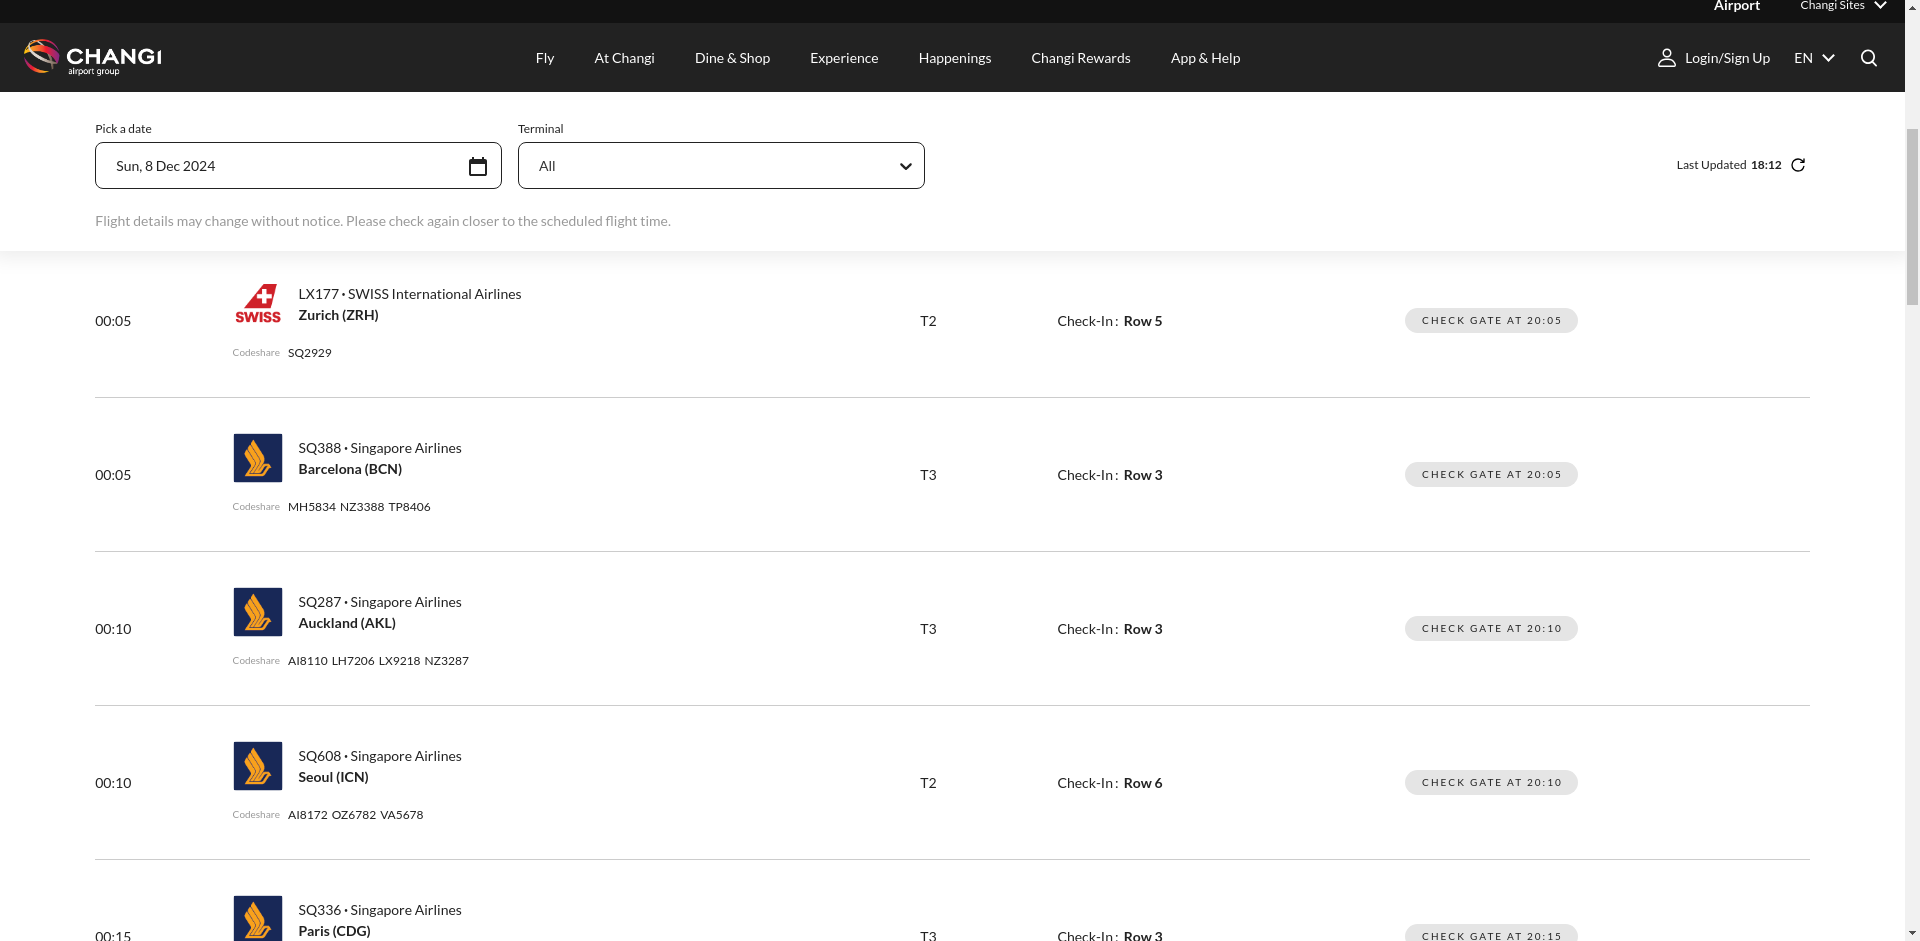 Airport Changi Sites
CHANGI
airport group
Fly At Changi Dine & Shop Experience Happenings Changi Rewards App & Help
Login/Sign Up EN
Pick a date
Sun, 8 Dec 2024
Terminal
All
Last Updated 18:12
Flight details may change without notice. Please check again closer to the scheduled flight time.
00:05
SWISS
LX177 · SWISS International Airlines
Zurich (ZRH)
Codeshare SQ2929
T2
Check-In : Row 5
CHECK GATE AT 20:05
00:05
SQ388 · Singapore Airlines
Barcelona (BCN)
Codeshare MH5834 NZ3388 TP8406
T3
Check-In : Row 3
CHECK GATE AT 20:05
00:10
SQ287 · Singapore Airlines
Auckland (AKL)
Codeshare AI8110 LH7206 LX9218 NZ3287
T3
Check-In : Row 3
CHECK GATE AT 20:10
00:10
SQ608 · Singapore Airlines
Seoul (ICN)
Codeshare AI8172 OZ6782 VA5678
T2
Check-In : Row 6
CHECK GATE AT 20:10
00:15
SQ336 · Singapore Airlines
Paris (CDG)
T3
Check-In : Row 3
CHECK GATE AT 20:15